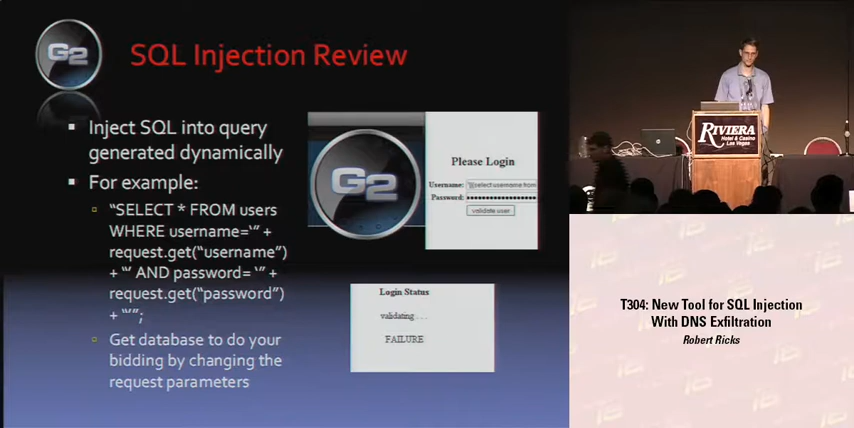 G2
SQL Injection Review
▪ Inject SQL into query
generated dynamically
▪ For example:
▫ "SELECT * FROM users
WHERE username='" +
request.get("username")
+ "' AND password= '" +
request.get("password")
+ "'";
▫ Get database to do your
bidding by changing the
request parameters
G2
Please Login
Username: '||(select username from
Password: ••••••••••••••••
validate user
Login Status
validating . . .
FAILURE
RIVIERA
Hotel & Casino
Las Vegas
T304: New Tool for SQL Injection
With DNS Exfiltration
Robert Ricks